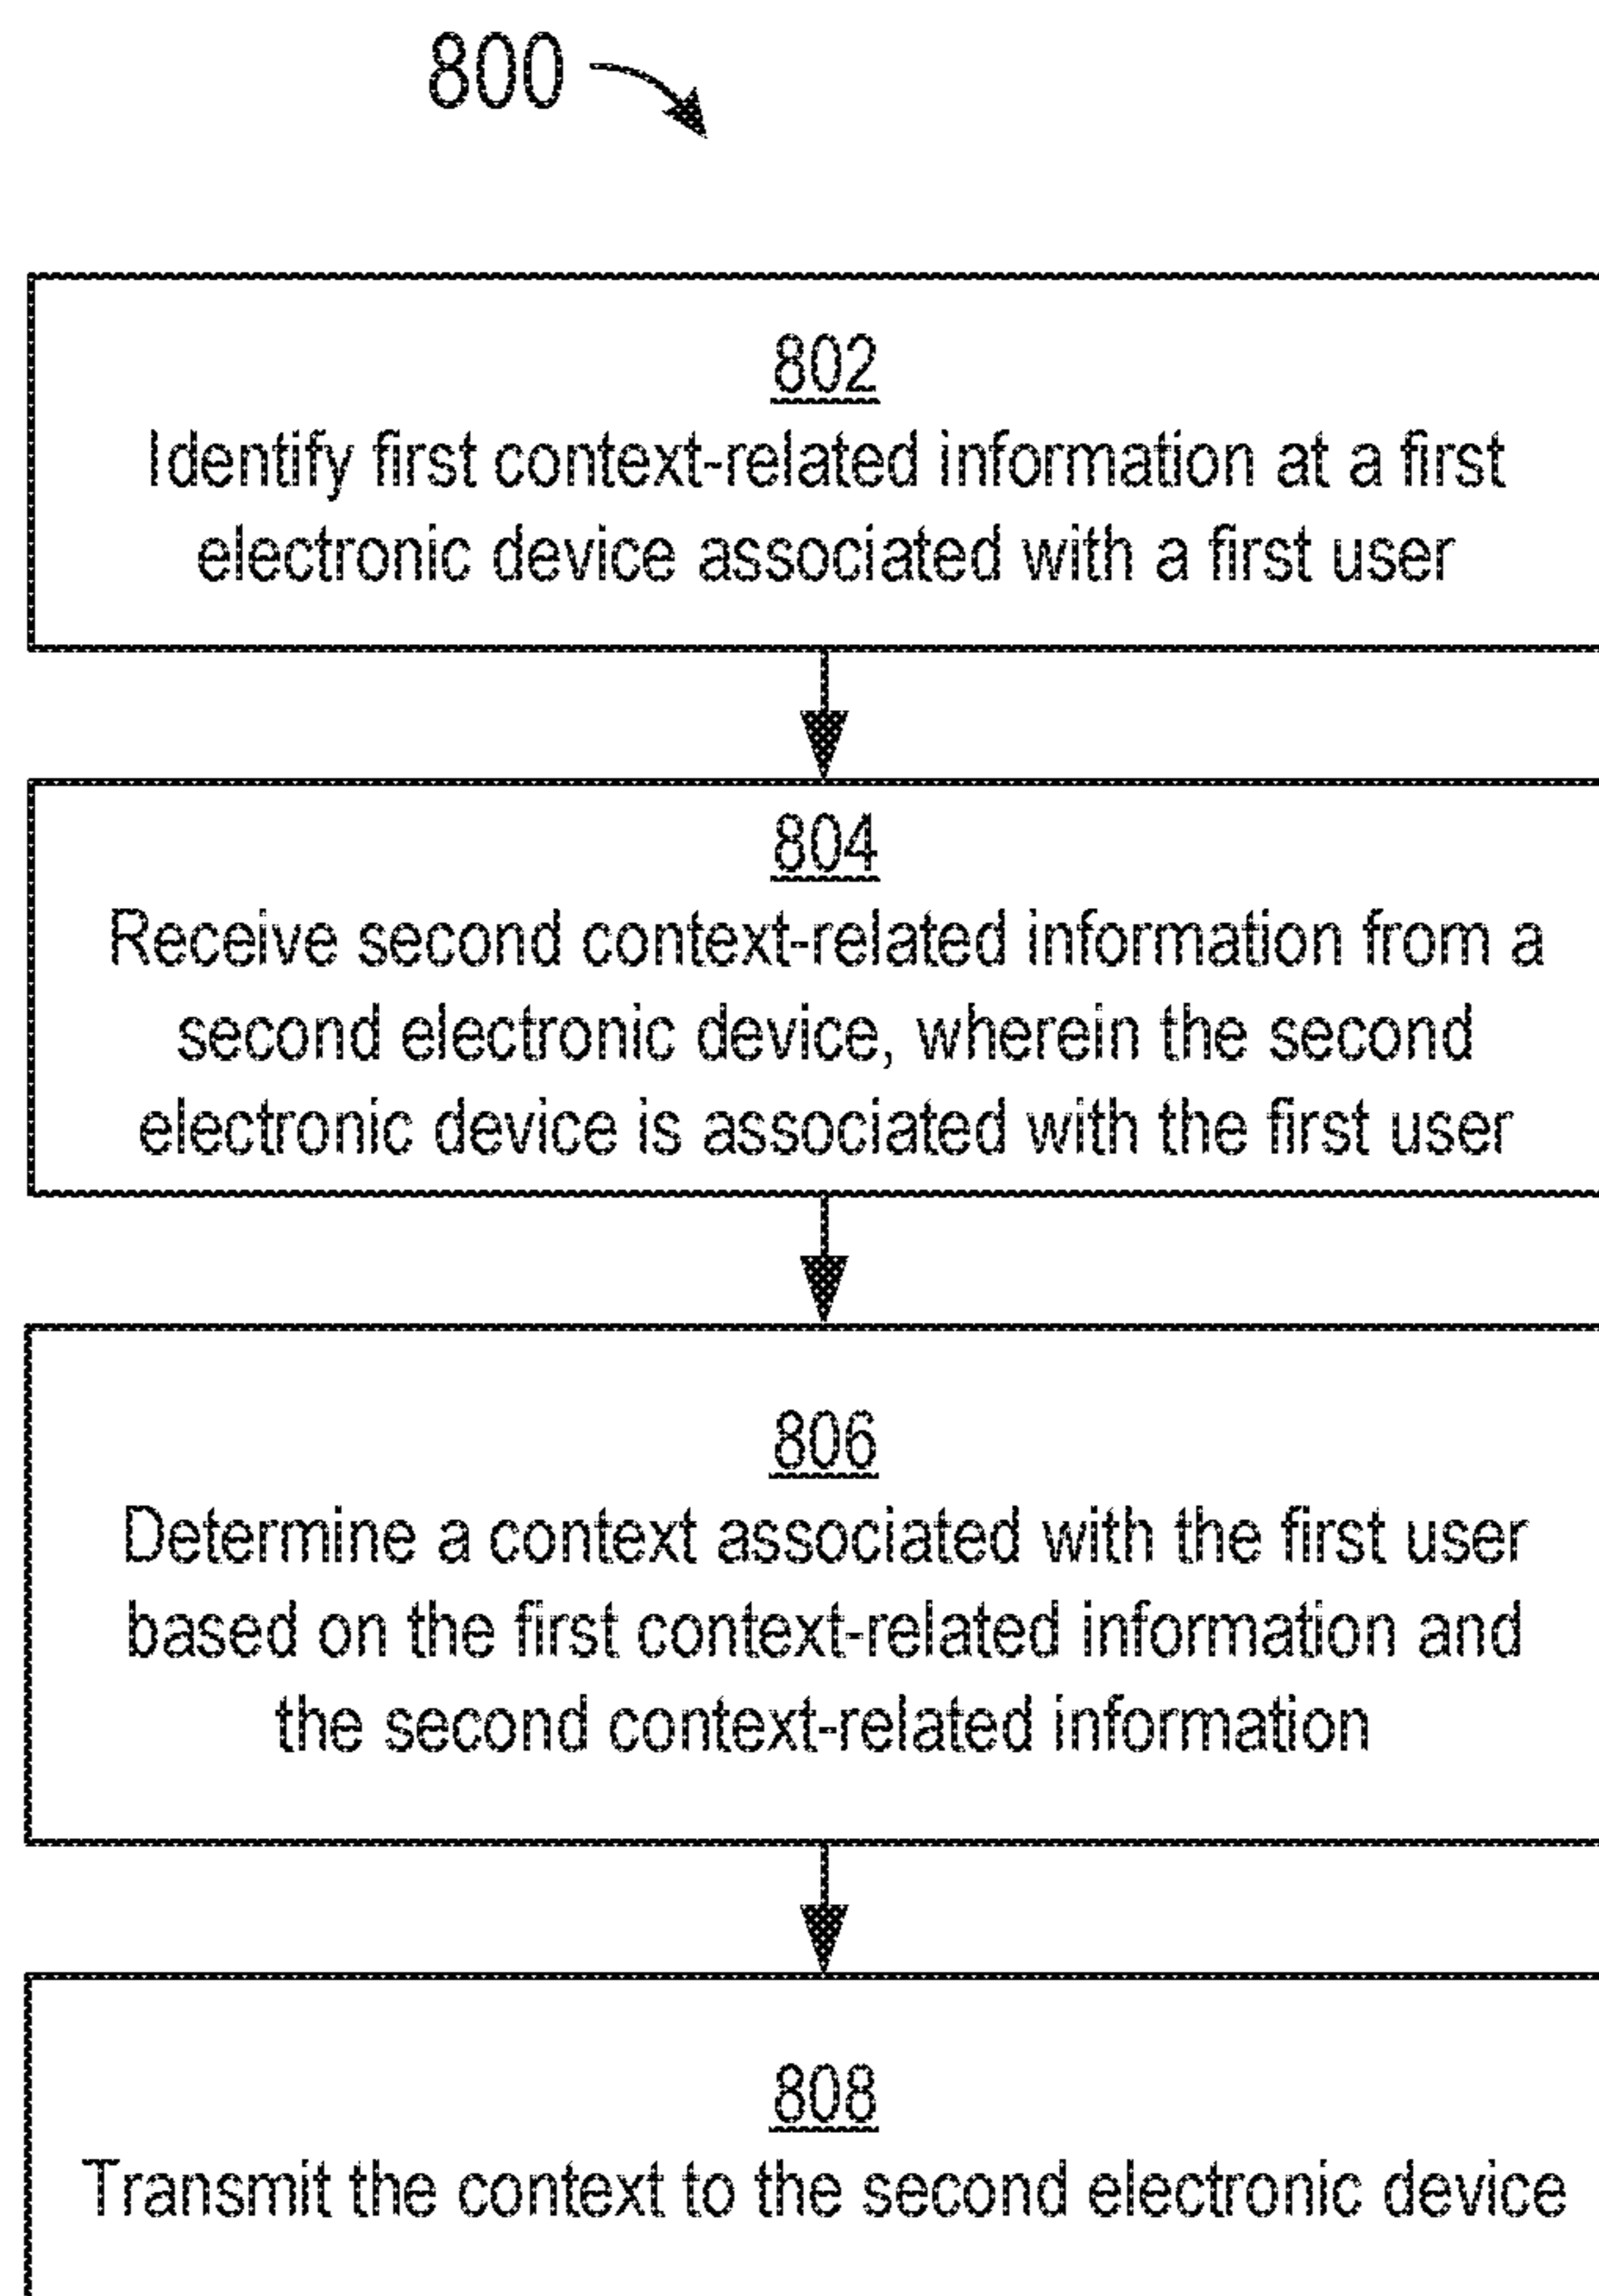 800
802
Identify first context-related information at a first
electronic device associated with a first user
804
Receive second context-related information from a
second electronic device, wherein the second
electronic device is associated with the first user
806
Determine a context associated with the first user
based on the first context-related information and
the second context-related information
808
Transmit the context to the second electronic device